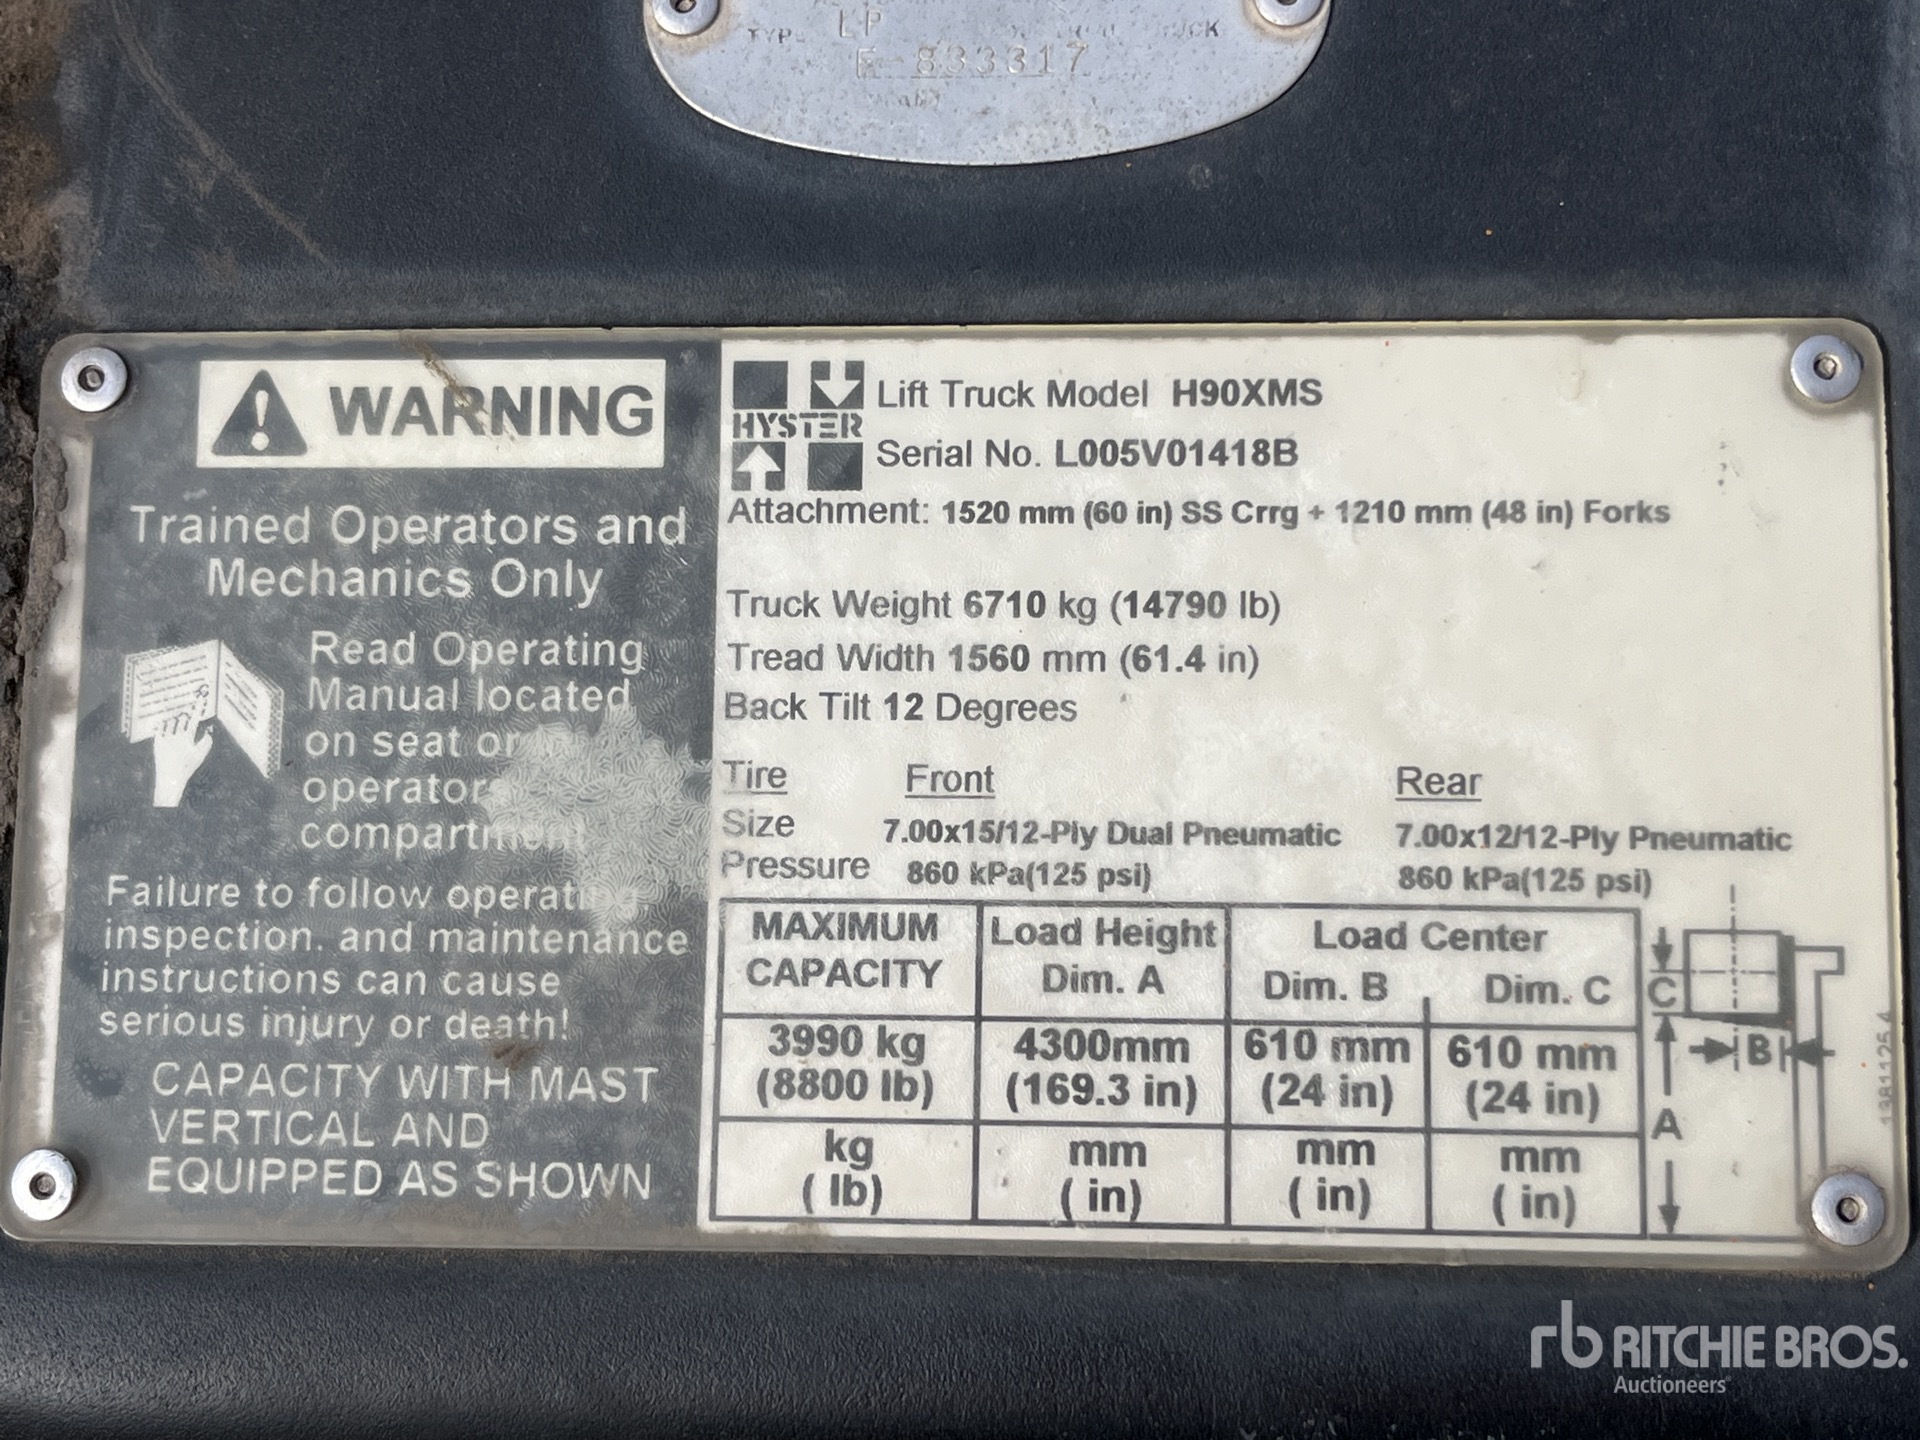 TYPE LP TRUCK
E-833317
WARNING
Trained Operators and
Mechanics Only
Read Operating
Manual located
on seat or in
operator
compartment
Failure to follow operating
inspection. and maintenance
instructions can cause
serious injury or death!
CAPACITY WITH MAST
VERTICAL AND
EQUIPPED AS SHOWN
HYSTER
Lift Truck Model H90XMS
Serial No. L005V01418B
Attachment: 1520 mm (60 in) SS Crrg + 1210 mm (48 in) Forks
Truck Weight 6710 kg (14790 lb)
Tread Width 1560 mm (61.4 in)
Back Tilt 12 Degrees
Tire Front Rear
Size 7.00x15/12-Ply Dual Pneumatic 7.00x12/12-Ply Pneumatic
Pressure 860 kPa(125 psi) 860 kPa(125 psi)
MAXIMUM CAPACITY Load Height Dim. A Load Center Dim. B Dim. C
3990 kg 4300mm 610 mm 610 mm
(8800 lb) (169.3 in) (24 in) (24 in)
kg mm mm mm
( lb) ( in) ( in) ( in)
C
B
A
1381125 4
rb RITCHIE BROS.
Auctioneers